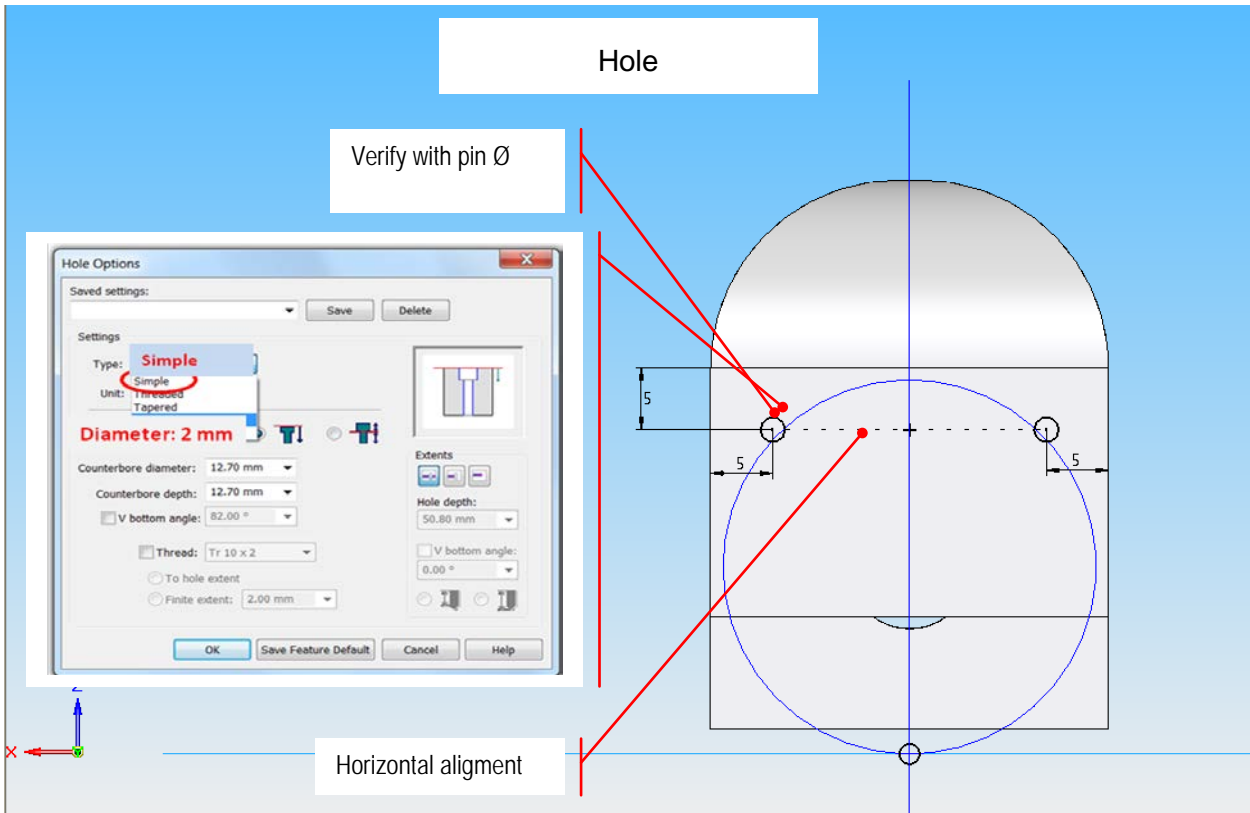 Hole
Verify with pin Ø
Hole Options
Saved settings:
Save Delete
Settings
Type: Simple
Simple
Unit: Threaded
Tapered
Diameter: 2 mm
Counterbore diameter: 12.70 mm
Counterbore depth: 12.70 mm
V bottom angle: 82.00 °
Thread: Tr 10 x 2
To hole extent
Finite extent: 2.00 mm
Extents
Hole depth:
50.80 mm
V bottom angle:
0.00 °
OK Save Feature Default Cancel Help
5
5
5
Z
X
Horizontal aligment